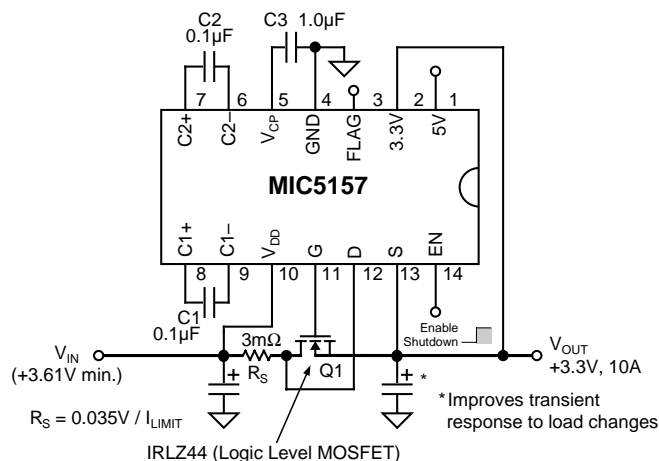 C2
0.1µF
C3 1.0µF
7 6 5 4 3 2 1
C2+ C2– VCP GND FLAG 3.3V 5V
MIC5157
C1+ C1– VDD G D S EN
8 9 10 11 12 13 14
C1
0.1µF
Enable
Shutdown
VIN
(+3.61V min.)
3mΩ
RS
Q1
VOUT
+3.3V, 10A
+ + *
*Improves transient
response to load changes
RS = 0.035V / ILIMIT
IRLZ44 (Logic Level MOSFET)